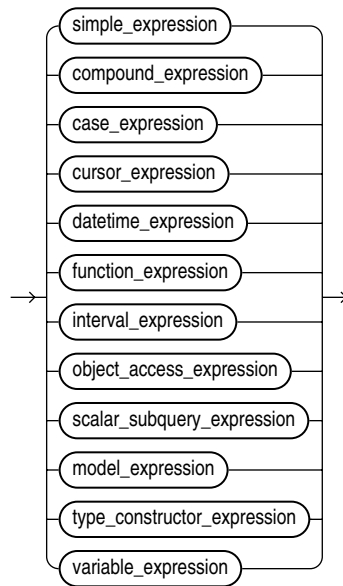 simple_expression
compound_expression
case_expression
cursor_expression
datetime_expression
function_expression
interval_expression
object_access_expression
scalar_subquery_expression
model_expression
type_constructor_expression
variable_expression